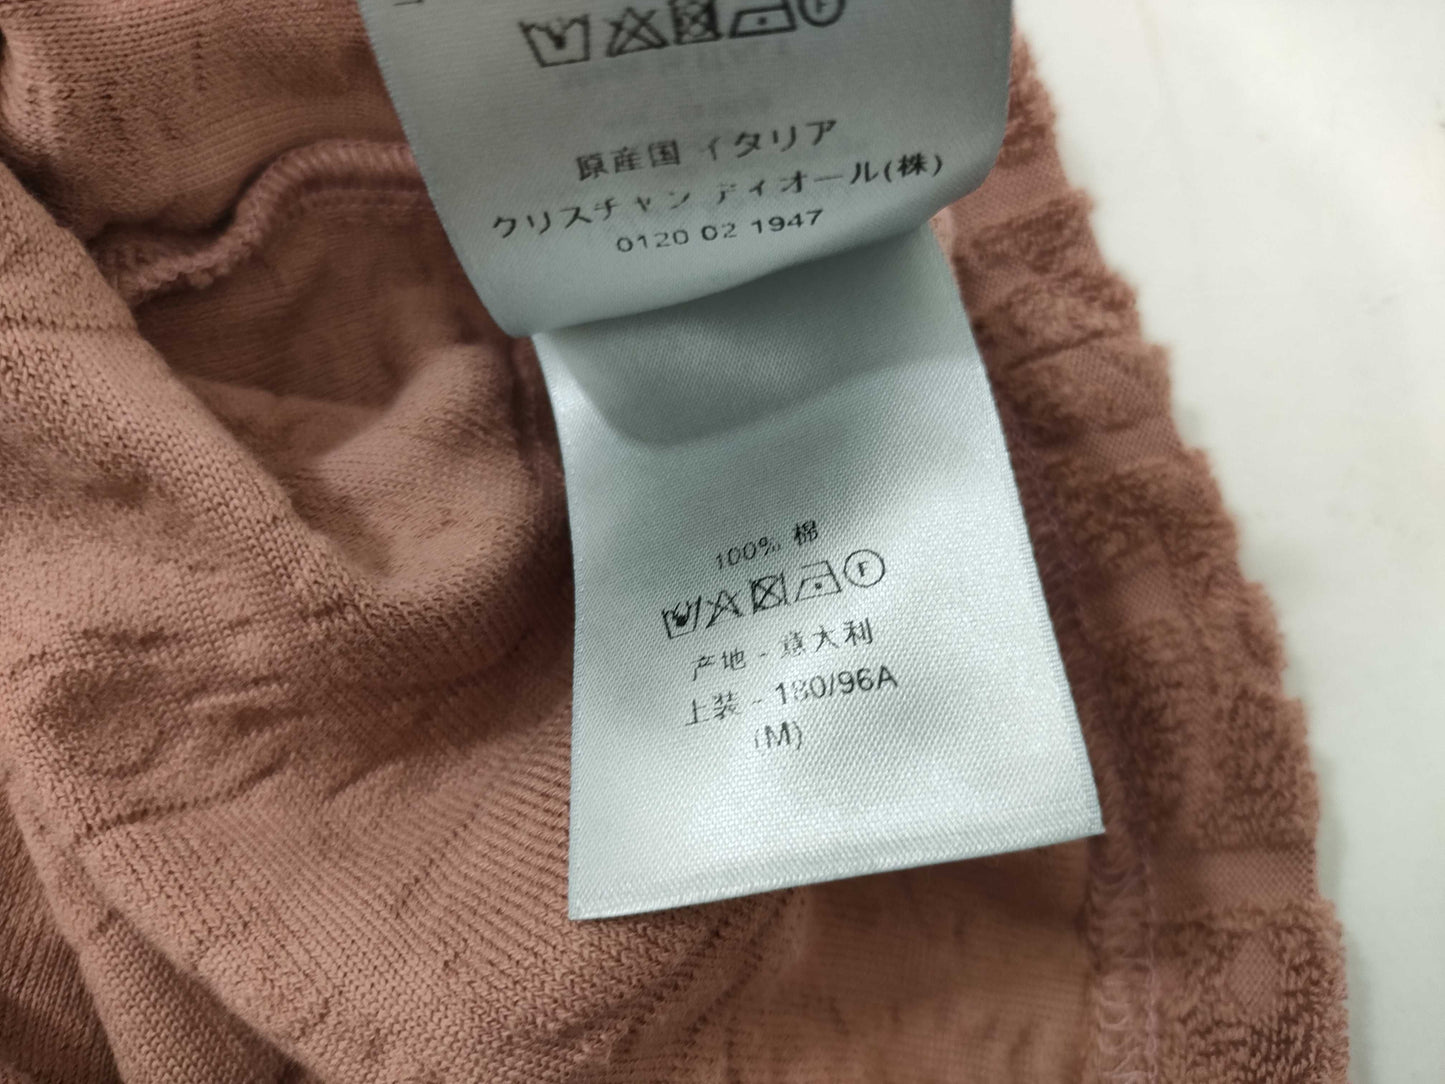 原産国 イタリア
クリスチャン ディオール(株)
0120 02 1947
100% 棉
F
产地 - 意大利
上装 - 180/96A
(M)